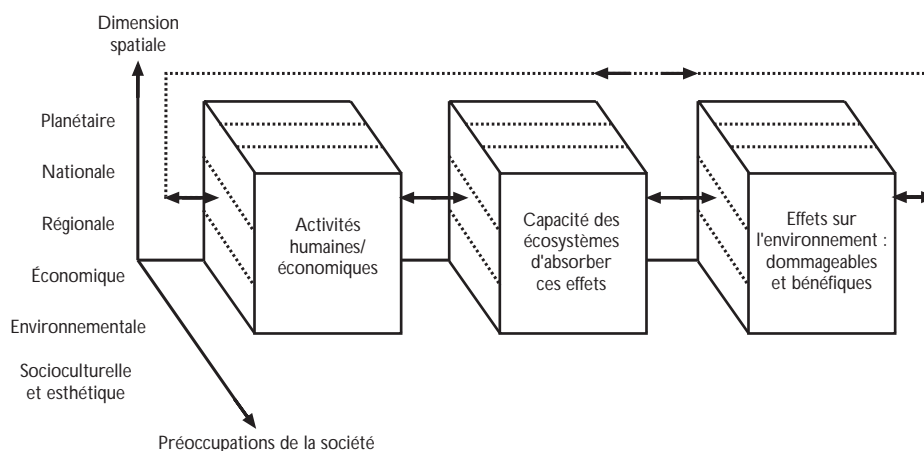 Dimension
spatiale
Planétaire
Nationale
Régionale
Économique
Environnementale
Socioculturelle
et esthétique
Préoccupations de la société
Activités
humaines/
économiques
Capacité des
écosystèmes
d'absorber
ces effets
Effets sur
l'environnement :
dommageables
et bénéfiques